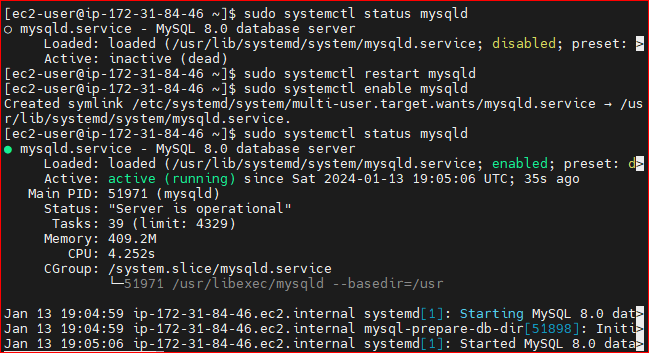 [ec2-user@ip-172-31-84-46 ~]$ sudo systemctl status mysqld
○ mysqld.service - MySQL 8.0 database server
     Loaded: loaded (/usr/lib/systemd/system/mysqld.service; disabled; preset: >
     Active: inactive (dead)
[ec2-user@ip-172-31-84-46 ~]$ sudo systemctl restart mysqld
[ec2-user@ip-172-31-84-46 ~]$ sudo systemctl enable mysqld
Created symlink /etc/systemd/system/multi-user.target.wants/mysqld.service → /us
r/lib/systemd/system/mysqld.service.
[ec2-user@ip-172-31-84-46 ~]$ sudo systemctl status mysqld
● mysqld.service - MySQL 8.0 database server
     Loaded: loaded (/usr/lib/systemd/system/mysqld.service; enabled; preset: d>
     Active: active (running) since Sat 2024-01-13 19:05:06 UTC; 35s ago
   Main PID: 51971 (mysqld)
     Status: "Server is operational"
      Tasks: 39 (limit: 4329)
     Memory: 409.2M
        CPU: 4.252s
     CGroup: /system.slice/mysqld.service
             └─51971 /usr/libexec/mysqld --basedir=/usr
Jan 13 19:04:59 ip-172-31-84-46.ec2.internal systemd[1]: Starting MySQL 8.0 dat>
Jan 13 19:04:59 ip-172-31-84-46.ec2.internal mysql-prepare-db-dir[51898]: Initi>
Jan 13 19:05:06 ip-172-31-84-46.ec2.internal systemd[1]: Started MySQL 8.0 data>